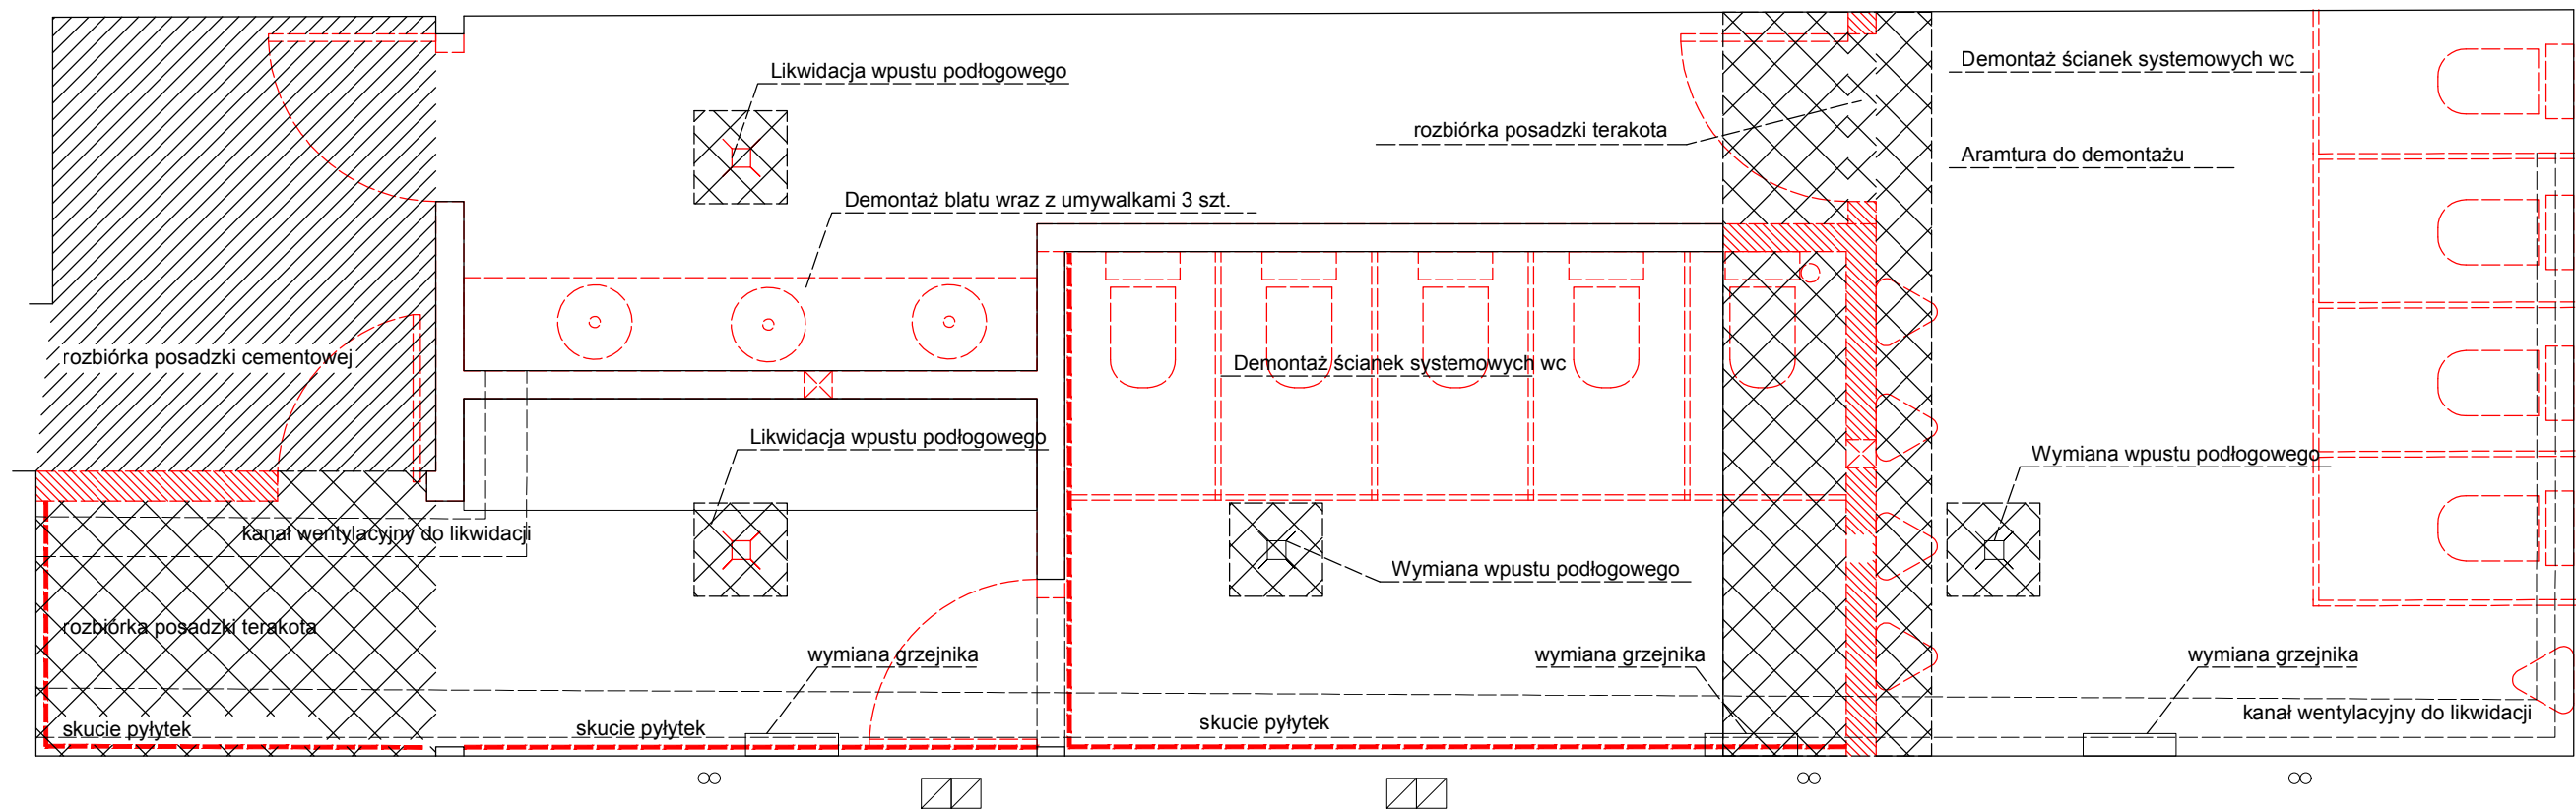 Demontaż ścianek systemowych wc
Likwidacja wpustu podłogowego
rozbiórka posadzki terakota
Aramtura do demontażu
Demontaż blatu wraz z umywalkami 3 szt.
rozbiórka posadzki cementowej
Demontaż ścianek systemowych wc
Likwidacja wpustu podłogowego
Wymiana wpustu podłogowego
kanał wentylacyjny do likwidacji
Wymiana wpustu podłogowego
rozbiórka posadzki terakota
wymiana grzejnika
wymiana grzejnika
wymiana grzejnika
kanał wentylacyjny do likwidacji
skucie pyłytek
skucie pyłytek
skucie pyłytek